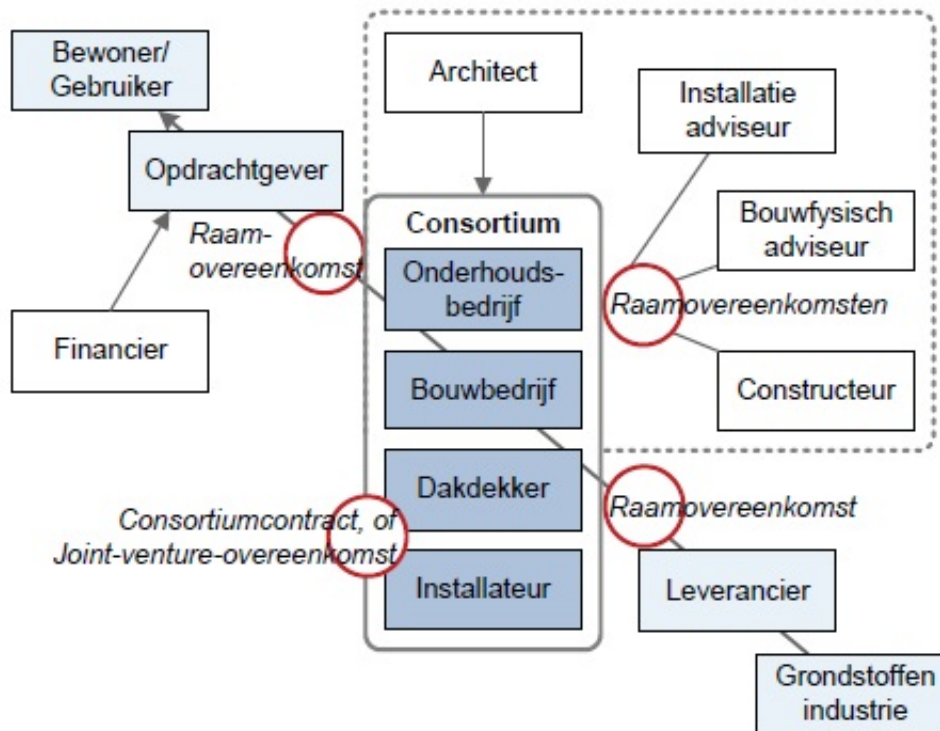 Bewoner/
Gebruiker
Opdrachtgever
Financier
Raam-
overeenkomst
Architect
Consortium
Onderhouds-
bedrijf
Bouwbedrijf
Dakdekker
Installateur
Consortiumcontract, of
Joint-venture-overeenkomst
Installatie
adviseur
Bouwfysisch
adviseur
Raamovereenkomsten
Constructeur
Raamovereenkomst
Leverancier
Grondstoffen
industrie